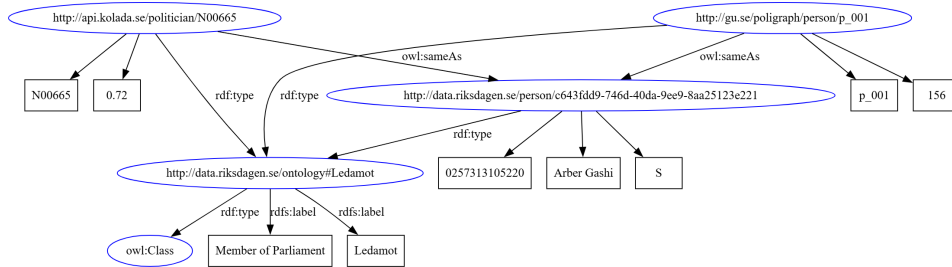 http://api.kolada.se/politician/N00665
http://gu.se/poligraph/person/p_001
owl:sameAs
owl:sameAs
N00665
0.72
rdf:type
rdf:type
http://data.riksdagen.se/person/c643fdd9-746d-40da-9ee9-8aa25123e221
p_001
156
rdf:type
http://data.riksdagen.se/ontology#Ledamot
0257313105220
Arber Gashi
S
rdf:type
rdfs:label
rdfs:label
owl:Class
Member of Parliament
Ledamot